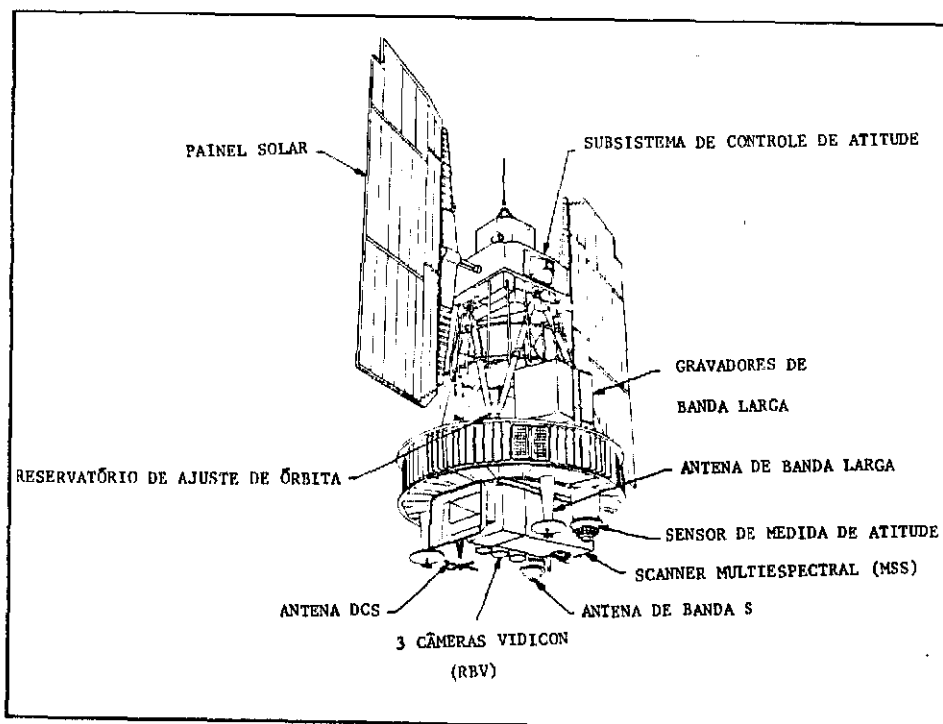 PAINEL SOLAR
SUBSISTEMA DE CONTROLE DE ATITUDE
GRAVADORES DE
BANDA LARGA
RESERVATÓRIO DE AJUSTE DE ÓRBITA
ANTENA DE BANDA LARGA
SENSOR DE MEDIDA DE ATITUDE
SCANNER MULTIESPECTRAL (MSS)
ANTENA DCS
ANTENA DE BANDA S
3 CÂMERAS VIDICON
(RBV)